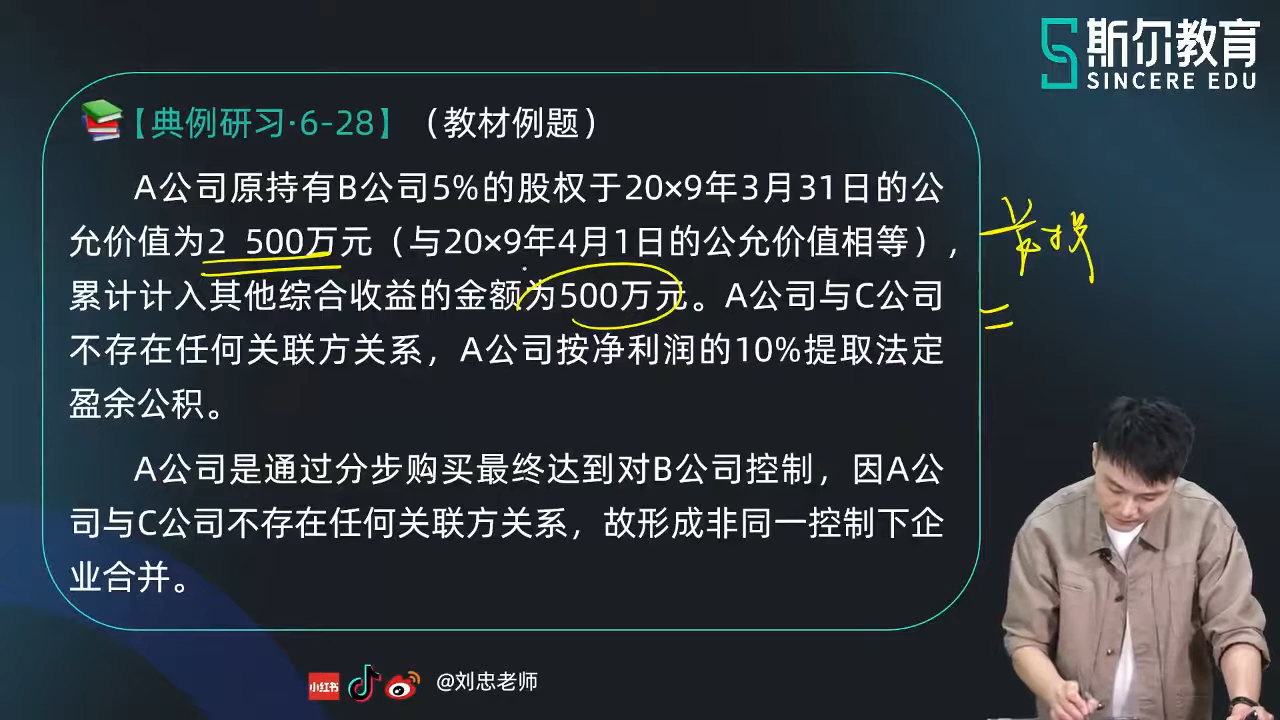 斯尔教育
SINCERE EDU
【典例研习·6-28】（教材例题）
A公司原持有B公司5%的股权于20×9年3月31日的公
允价值为2 500万元（与20×9年4月1日的公允价值相等），
累计计入其他综合收益的金额为500万元。A公司与C公司
不存在任何关联方关系，A公司按净利润的10%提取法定
盈余公积。
A公司是通过分步购买最终达到对B公司控制，因A公
司与C公司不存在任何关联方关系，故形成非同一控制下企
业合并。
小红书
@刘忠老师